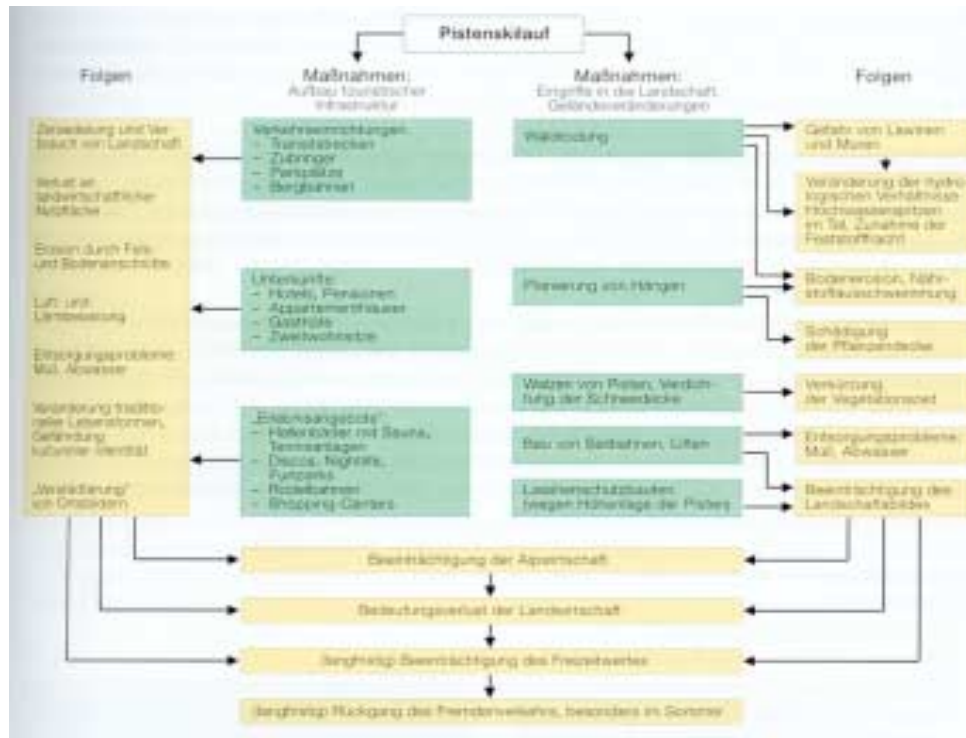 Pistenskilauf
Folgen
Maßnahmen:
Aufbau touristischer
Infrastruktur
Maßnahmen:
Eingriffe in die Landschaft,
Geländeveränderungen
Folgen
Zersiedelung und Ver-
brauch von Landschaft
Verlust an
landwirtschaftlicher
Nutzfläche
Erosion durch Fels-
und Bodenanschnitte
Luft- und
Lärmbelastung
Entsorgungsprobleme:
Müll, Abwasser
Veränderung traditio-
neller Lebensformen,
Gefährdung
kultureller Identität
„Verstädterung“
von Ortsbildern
Verkehrseinrichtungen:
– Transitstrecken
– Zubringer
– Parkplätze
– Bergbahnen
Unterkünfte:
– Hotels, Pensionen
– Appartementhäuser
– Gasthöfe
– Zweitwohnsitze
„Erlebnisangebote“:
– Hallenbäder mit Sauna,
Tennisanlagen
– Discos, Nightlife,
Funparks
– Rodelbahnen
– Shopping-Centers
Waldrodung
Planierung von Hängen
Walzen von Pisten, Verdich-
tung der Schneedecke
Bau von Seilbahnen, Liften
Lawinenschutzbauten
(wegen Höhenlage der Pisten)
Gefahr von Lawinen
und Muren
Veränderung der hydro-
logischen Verhältnisse:
Hochwasserspitzen
im Tal, Zunahme der
Feststofffracht
Bodenerosion, Nähr-
stoffausschwemmung
Schädigung
der Pflanzendecke
Verkürzung
der Vegetationszeit
Entsorgungsprobleme:
Müll, Abwasser
Beeinträchtigung des
Landschaftsbildes
Beeinträchtigung der Alpwirtschaft
Bedeutungsverlust der Landwirtschaft
(langfristig) Beeinträchtigung des Freizeitwertes
(langfristig) Rückgang des Fremdenverkehrs, besonders im Sommer